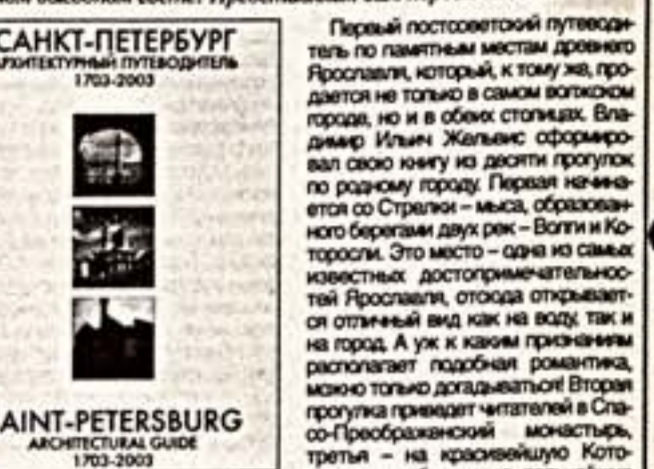 САНКТ-ПЕТЕРБУРГ
АРХИТЕКТУРНЫЙ ПУТЕВОДИТЕЛЬ
1703-2003
AINT-PETERSBURG
ARCHITECTURAL GUIDE
1703-2003
Первый постсоветский путеводи-
тель по памятным местам древнего
Ярославля, который, к тому же, про-
дается не только в самом волжском
городе, но и в обеих столицах. Вла-
димир Ильич Жельвис сформиро-
вал свою книгу из десяти прогулок
по родному городу. Первая начина-
ется со Стрелки – мыса, образован-
ного берегами двух рек – Волги и Ко-
торосли. Это место – одна из самых
известных достопримечательнос-
тей Ярославля, отсюда открывает-
ся отличный вид как на воду, так и
на город. А уж к каким признаниям
располагает подобная романтика,
можно только догадываться! Вторая
прогулка приведет читателей в Спа-
со-Преображенский монастырь,
третья – на красивейшую Кото-